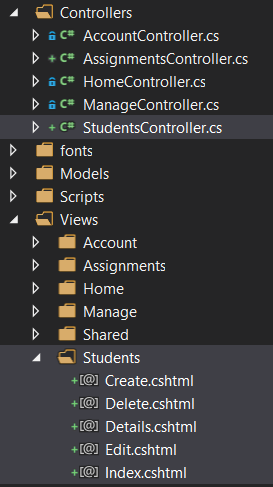 Controllers
C# AccountController.cs
+ C# AssignmentsController.cs
C# HomeController.cs
C# ManageController.cs
+ C# StudentsController.cs
fonts
Models
Scripts
Views
Account
Assignments
Home
Manage
Shared
Students
+[@] Create.cshtml
+[@] Delete.cshtml
+[@] Details.cshtml
+[@] Edit.cshtml
+[@] Index.cshtml